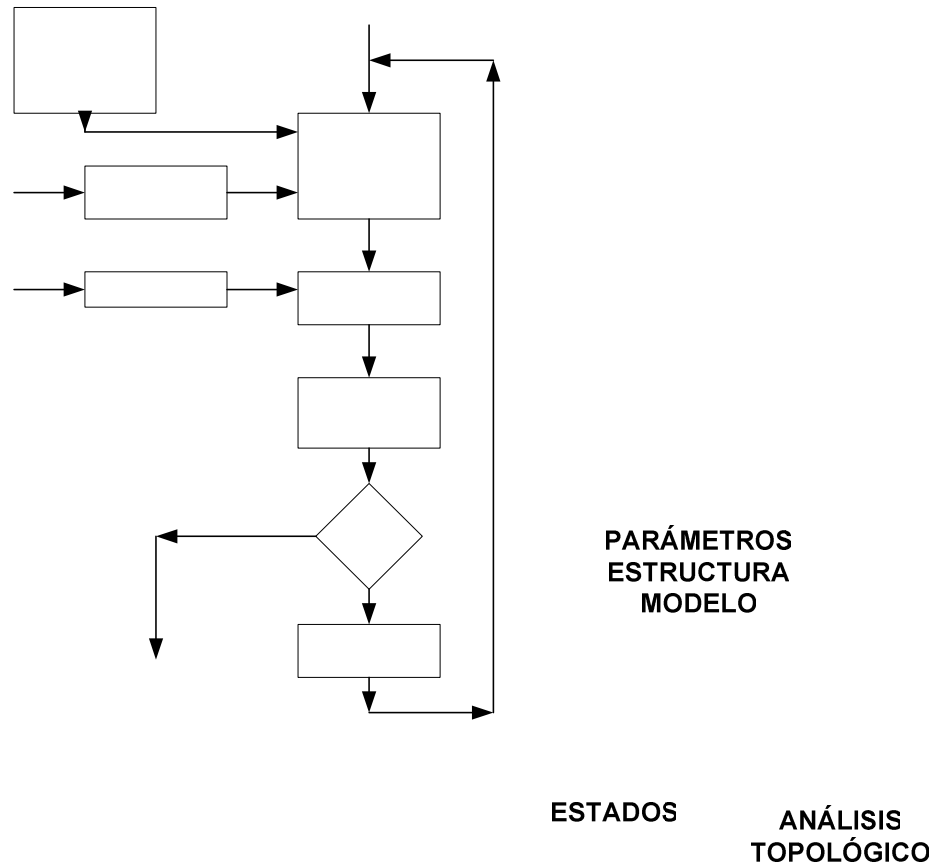 PARÁMETROS
ESTRUCTURA
MODELO
ESTADOS
ANÁLISIS
TOPOLÓGICO